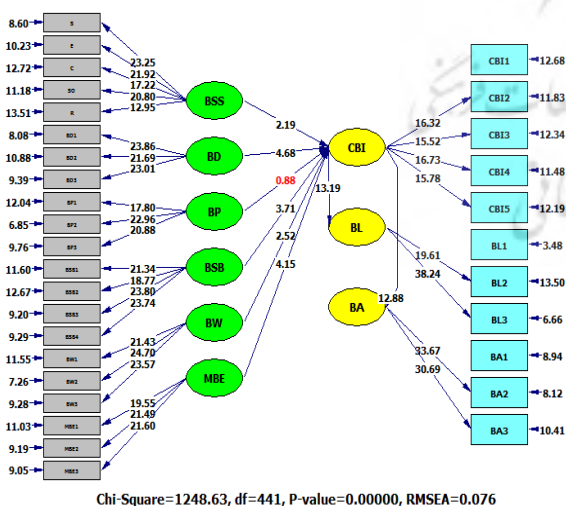 8.60 S
10.23 E
12.72 C
11.18 SO
13.51 R
8.08 BD1
10.88 BD2
9.39 BD3
12.04 BP1
6.85 BP2
9.76 BP3
11.60 BSB1
12.67 BSB2
9.20 BSB3
9.29 BSB4
11.55 BW1
7.26 BW2
9.28 BW3
11.03 MBE1
9.19 MBE2
9.05 MBE3
23.25
21.92
17.22
20.80
12.95
23.86
21.69
23.01
17.80
22.96
20.88
21.34
18.77
23.80
23.74
21.43
24.70
23.57
19.55
21.49
21.60
BSS
BD
BP
BSB
BW
MBE
2.19
4.68
0.88
3.71
2.52
4.15
CBI
BL
BA
13.19
12.88
16.32
15.52
16.73
15.78
19.61
38.24
33.67
30.69
CBI1 12.68
CBI2 11.83
CBI3 12.34
CBI4 11.48
CBI5 12.19
BL1 3.48
BL2 13.50
BL3 6.66
BA1 8.94
BA2 8.12
BA3 10.41
Chi-Square=1248.63, df=441, P-value=0.00000, RMSEA=0.076